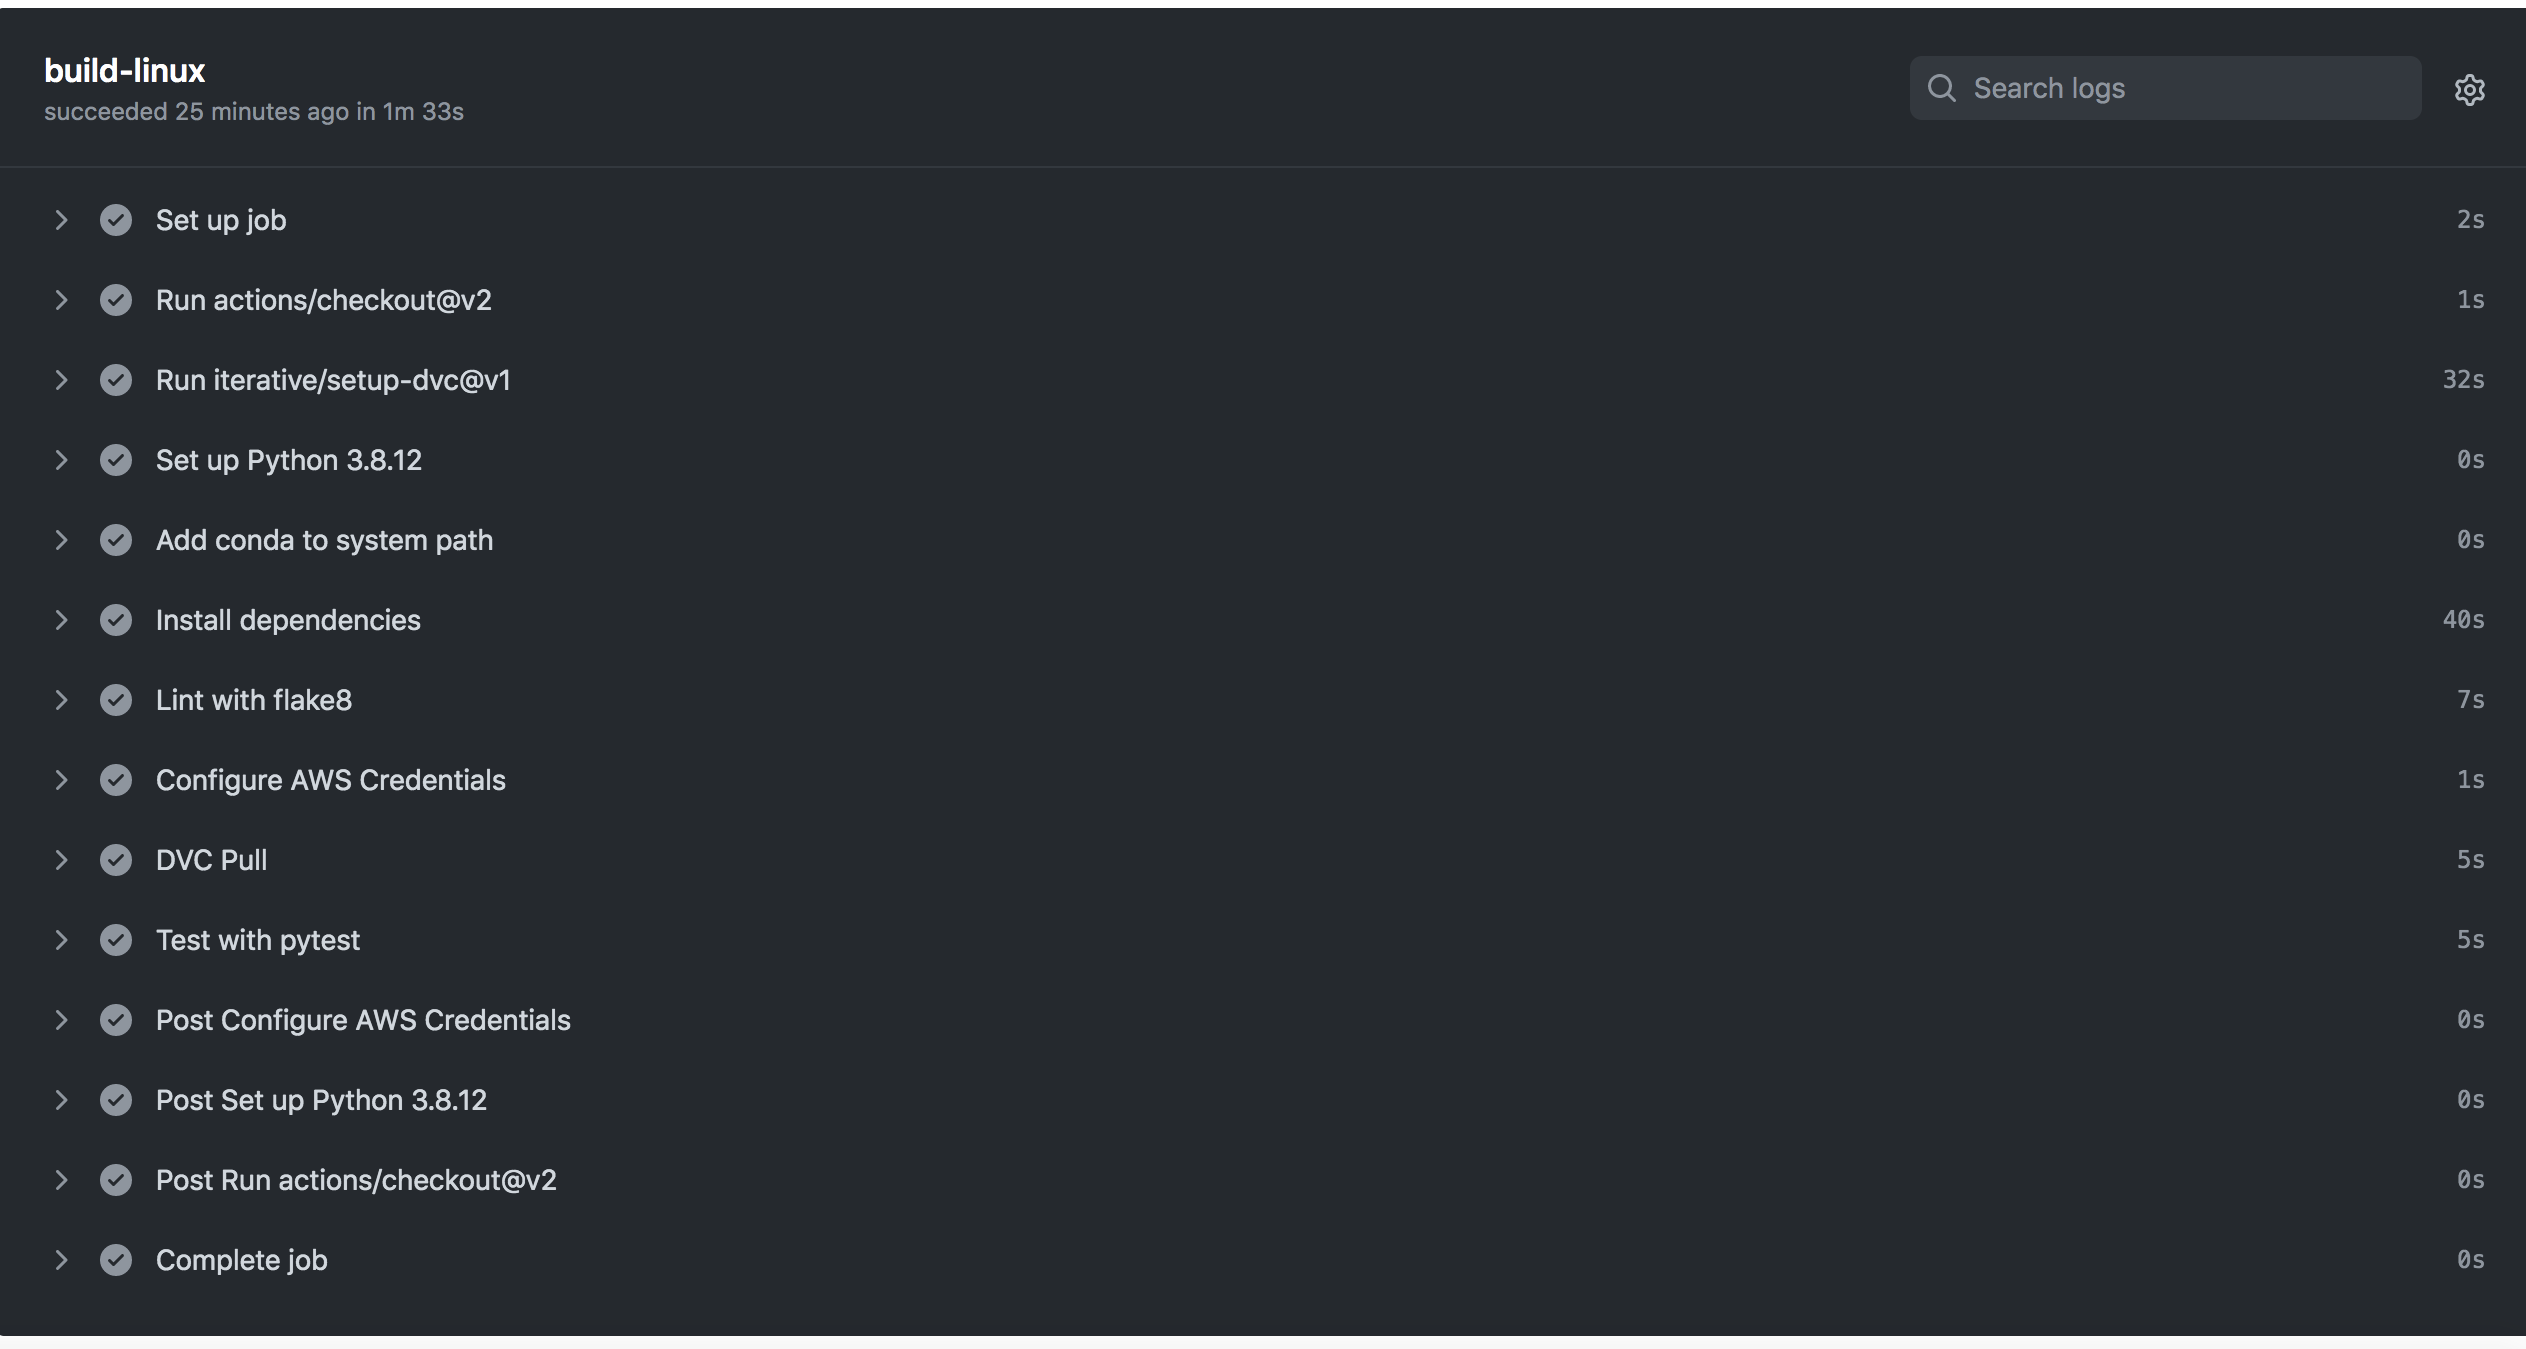 build-linux
succeeded 25 minutes ago in 1m 33s
Search logs
Set up job 2s
Run actions/checkout@v2 1s
Run iterative/setup-dvc@v1 32s
Set up Python 3.8.12 0s
Add conda to system path 0s
Install dependencies 40s
Lint with flake8 7s
Configure AWS Credentials 1s
DVC Pull 5s
Test with pytest 5s
Post Configure AWS Credentials 0s
Post Set up Python 3.8.12 0s
Post Run actions/checkout@v2 0s
Complete job 0s